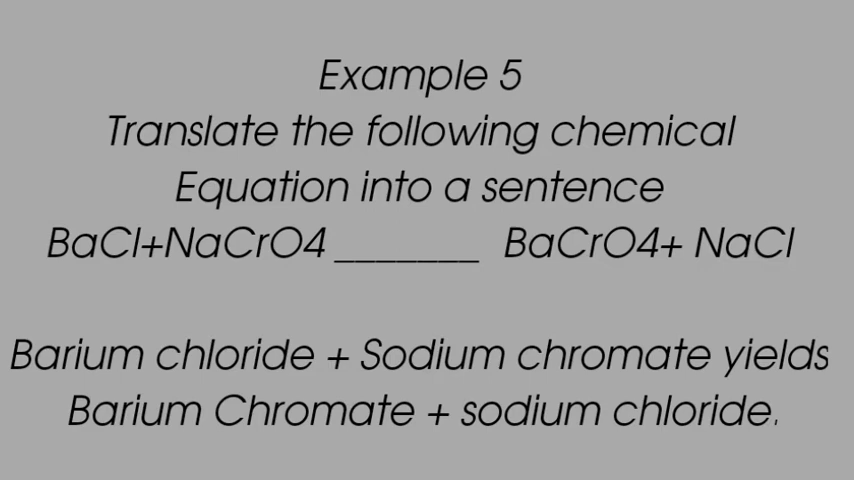 Example 5
Translate the following chemical
Equation into a sentence
BaCl+NaCrO4 _______ BaCrO4+ NaCl
Barium chloride + Sodium chromate yields
Barium Chromate + sodium chloride.